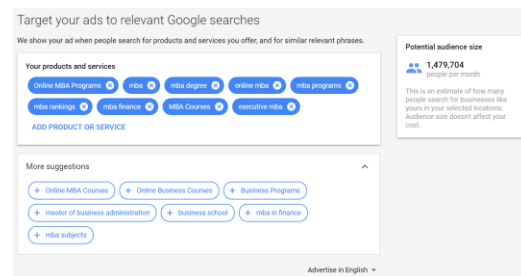 Target your ads to relevant Google searches
We show your ad when people search for products and services you offer, and for similar relevant phrases.
Your products and services
Online MBA Programs
mba
mba degree
online mba
mba programs
mba rankings
mba finance
MBA Courses
executive mba
ADD PRODUCT OR SERVICE
More suggestions
+ Online MBA Courses
+ Online Business Courses
+ Business Programs
+ master of business administration
+ business school
+ mba in finance
+ mba subjects
Advertise in English
Potential audience size
1,479,704
people per month
This is an estimate of how many
people search for businesses like
yours in your selected locations.
Audience size doesn't affect your
cost.